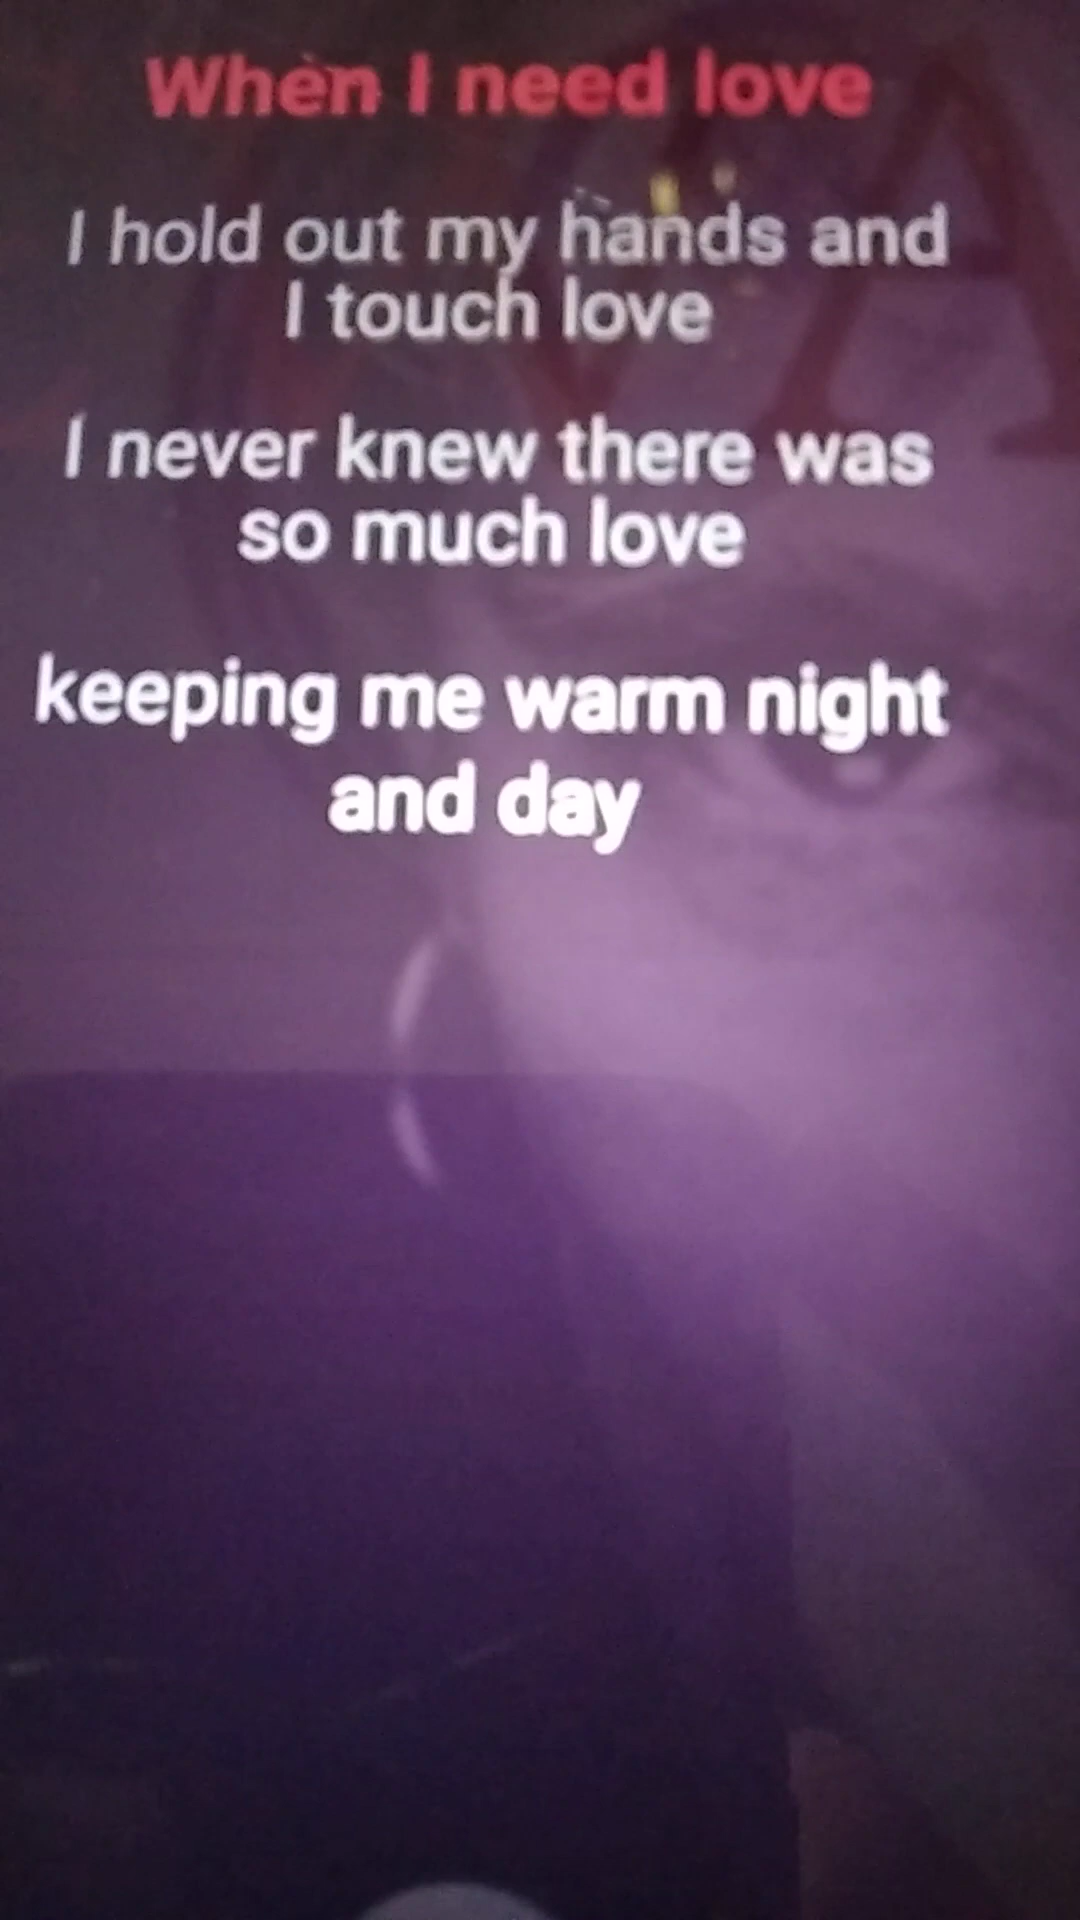 When I need love
I hold out my hands and
I touch love
I never knew there was
so much love
keeping me warm night
and day